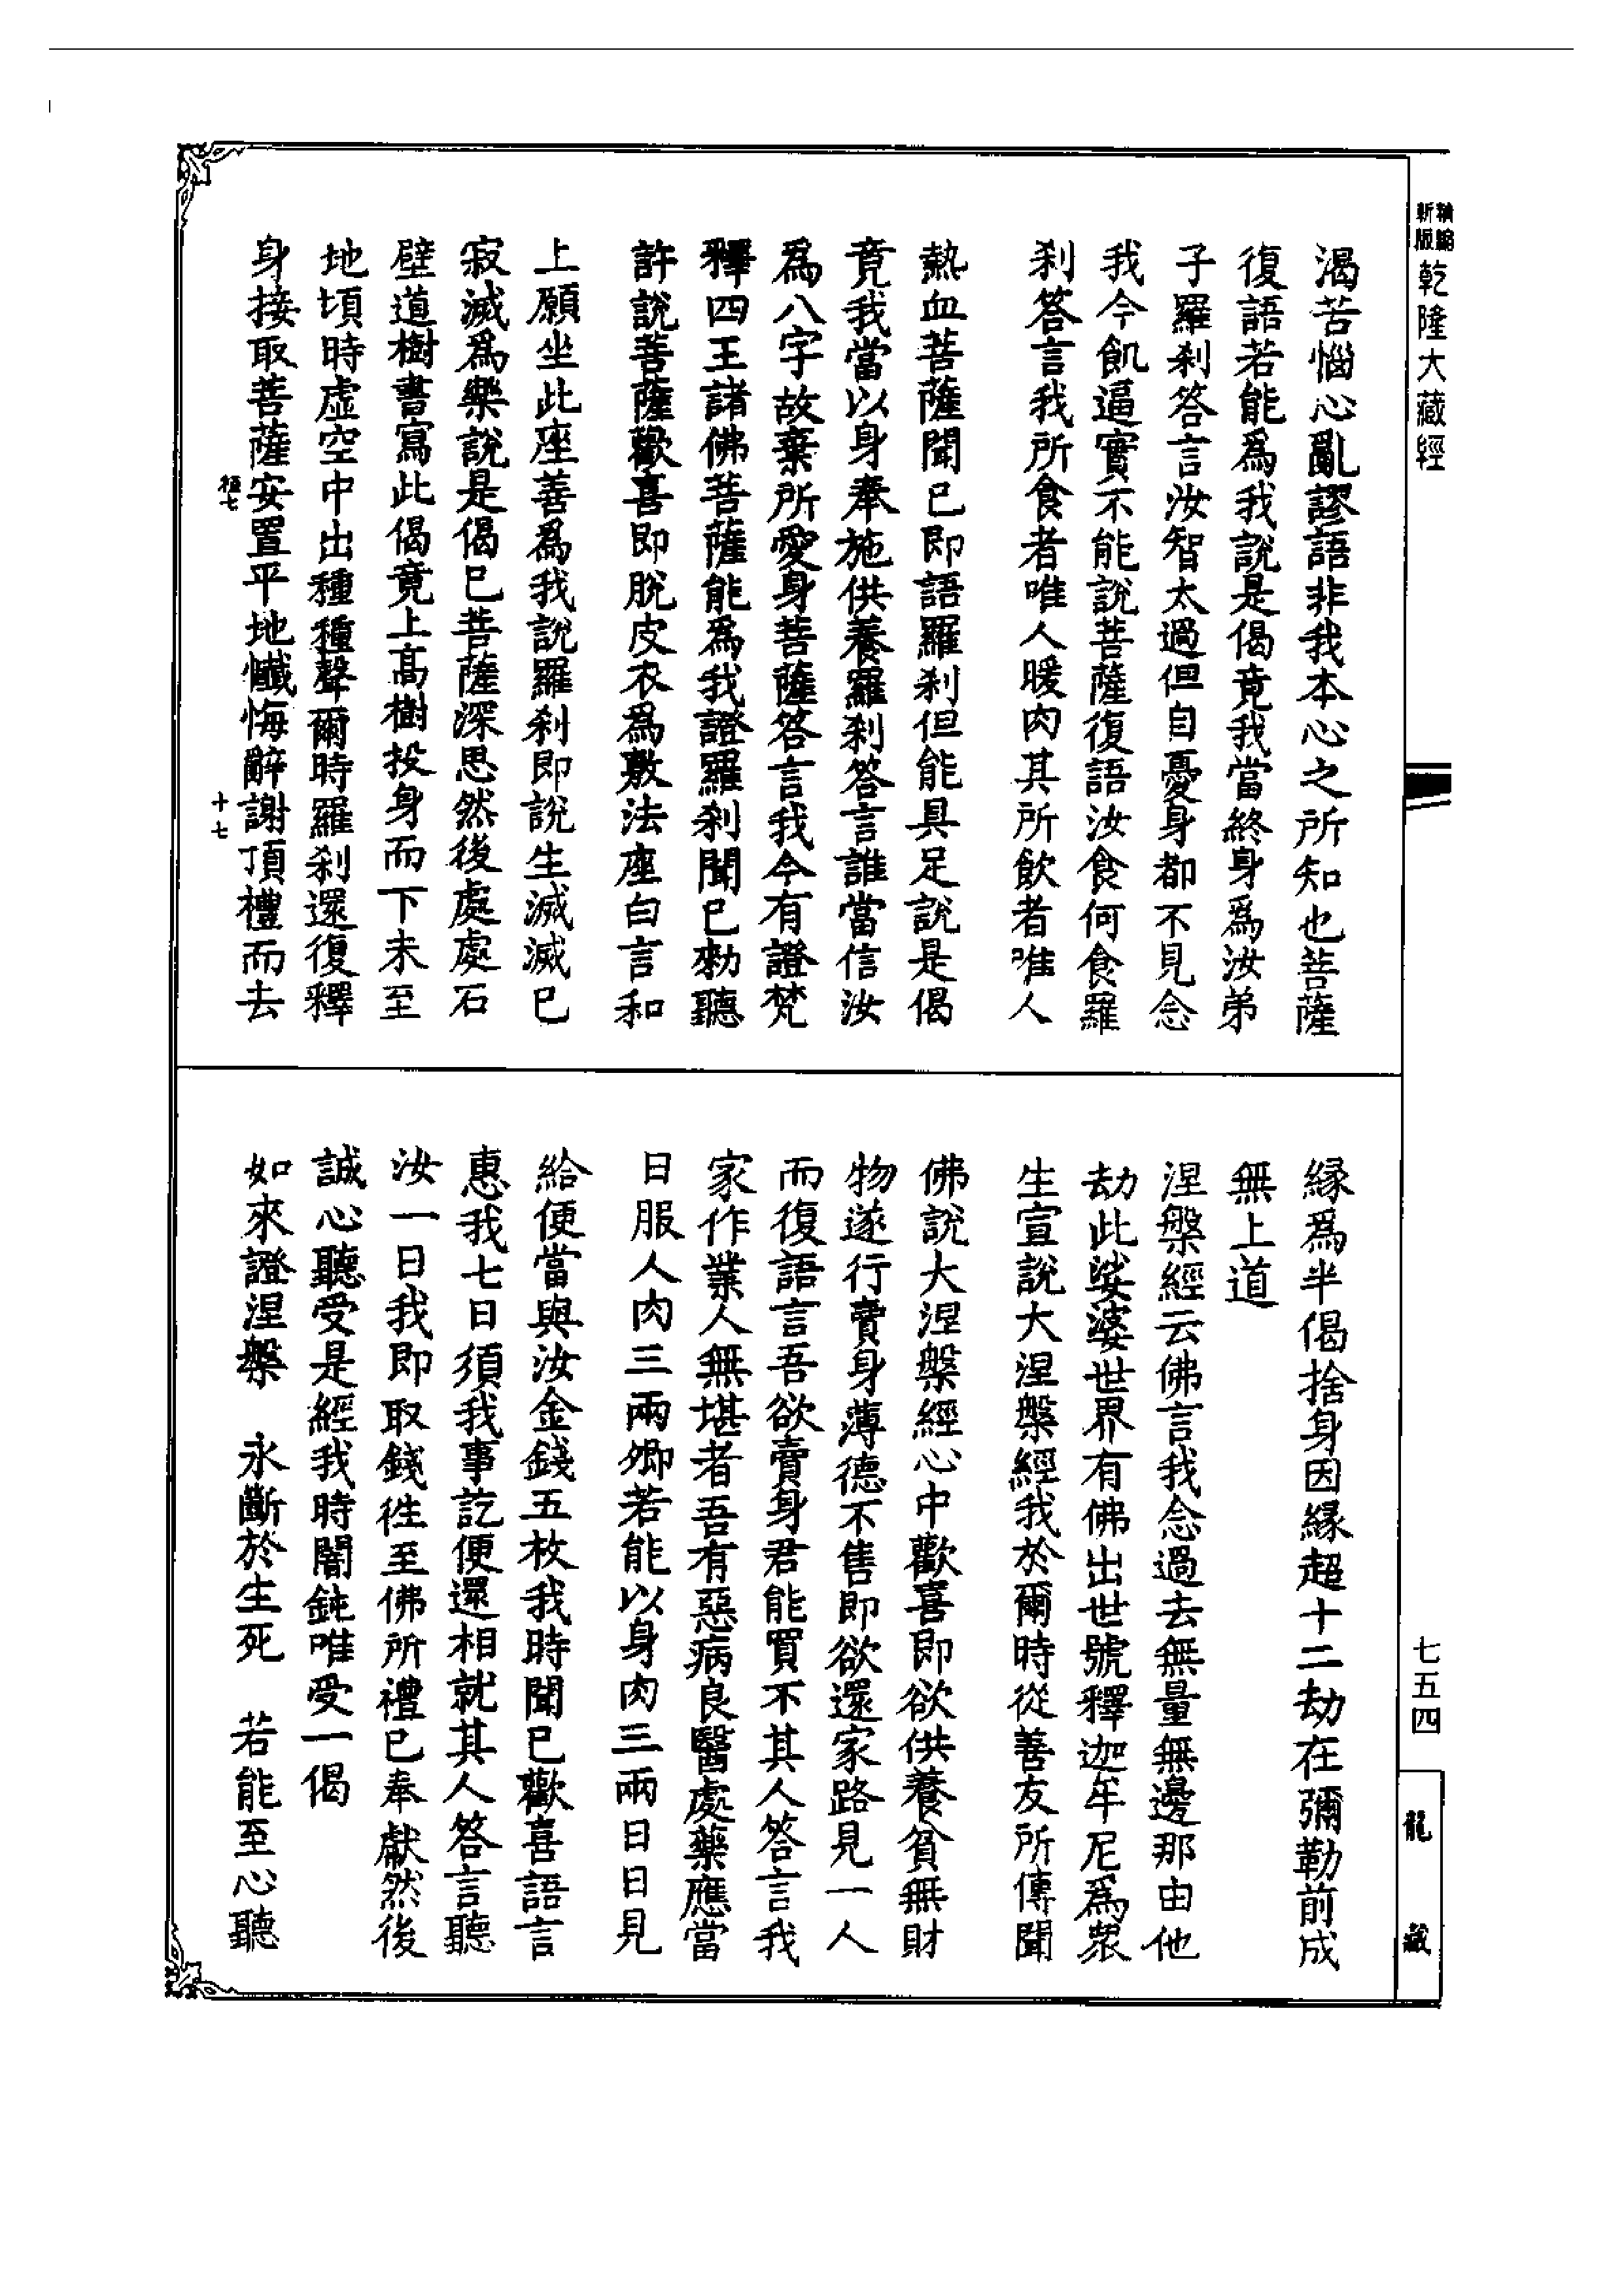 新編
新版
乾隆大藏經
渴苦惱心亂謬語非我本心之所知也菩薩
復語若能爲我說是偈竟我當終身爲汝弟
子羅刹答言汝智太過但自憂身都不見念
我今飢逼實不能說菩薩復語汝食何食羅
刹答言我所食者唯人暖肉其所飲者唯人
熱血菩薩聞已即語羅刹但能具足說是偈
竟我當以身奉施供養羅刹答言誰當信汝
爲八字故棄所愛身菩薩答言我今有證梵
釋四王諸佛菩薩能爲我證羅刹聞已勑聽
許說菩薩歡喜即脫皮衣爲敷法座白言和
上願坐此座善爲我說羅刹即說生滅滅已
寂滅爲樂說是偈已菩薩深思然後處處石
壁道樹書寫此偈竟上高樹投身而下未至
地頃時虛空中出種種聲爾時羅刹還復釋
身接取菩薩安置平地懺悔辭謝頂禮而去
十七
緣爲半偈捨身因緣超十二劫在彌勒前成
無上道
涅槃經云佛言我念過去無量無邊那由他
劫此娑婆世界有佛出世號釋迦牟尼爲衆
生宣說大涅槃經我於爾時從善友所傳聞
佛說大涅槃經心中歡喜即欲供養貧無財
物遂行賣身薄德不售即欲還家路見一人
而復語言吾欲賣身君能買不其人答言我
家作業人無堪者吾有惡病良醫處藥應當
日服人肉三兩卿若能以身肉三兩日日見
給便當與汝金錢五枚我時聞已歡喜語言
惠我七日須我事訖便還相就其人答言聽
汝一日我即取錢徃至佛所禮已奉獻然後
誠心聽受是經我時闇鈍唯受一偈
如來證涅槃　永斷於生死　若能至心聽
七五四
龍藏